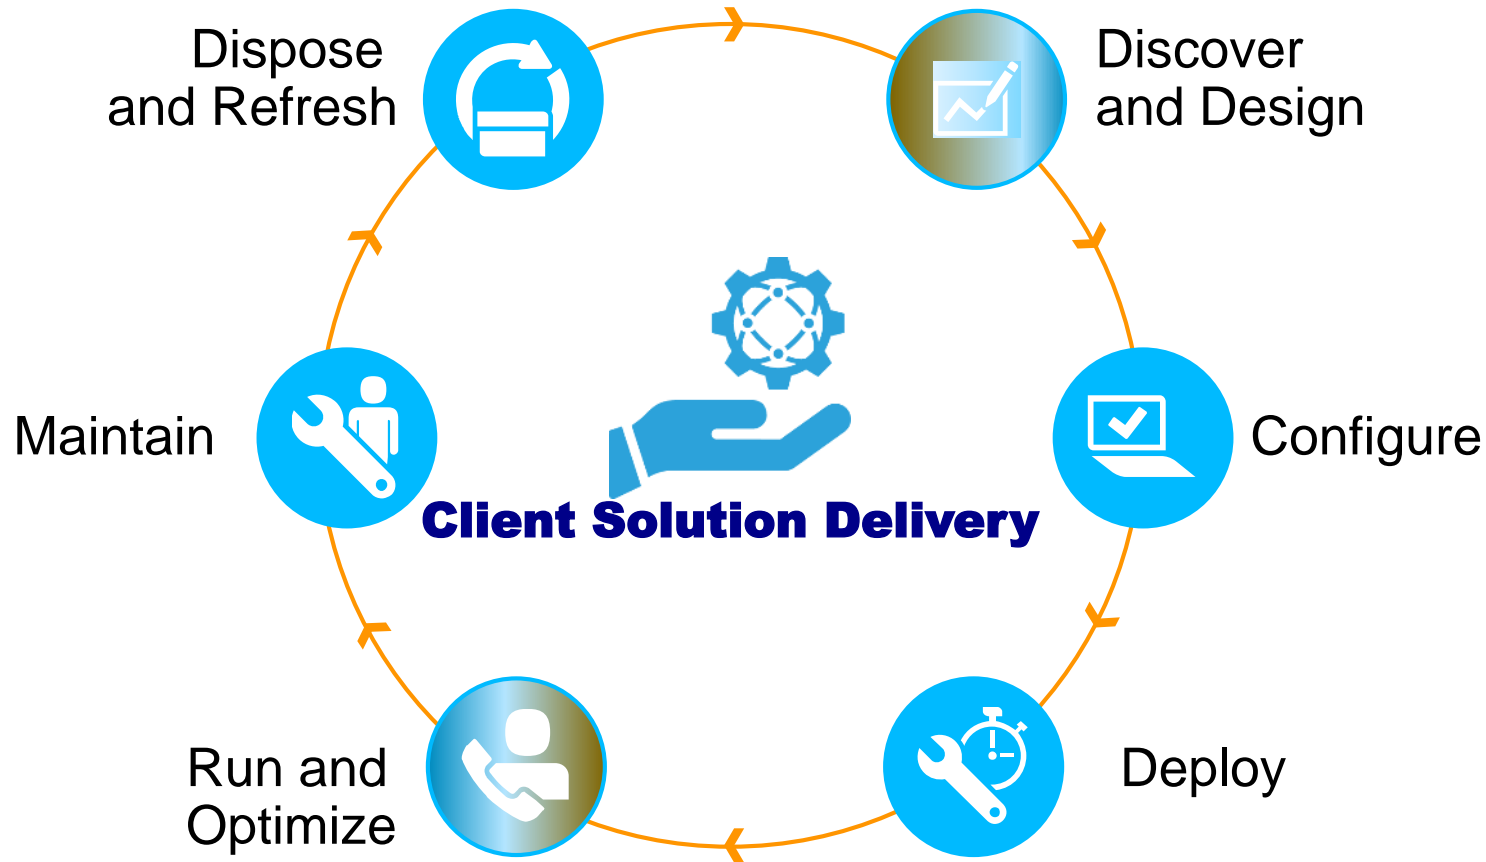 Dispose
and Refresh
Discover
and Design
Maintain
Configure
Client Solution Delivery
Run and
Optimize
Deploy